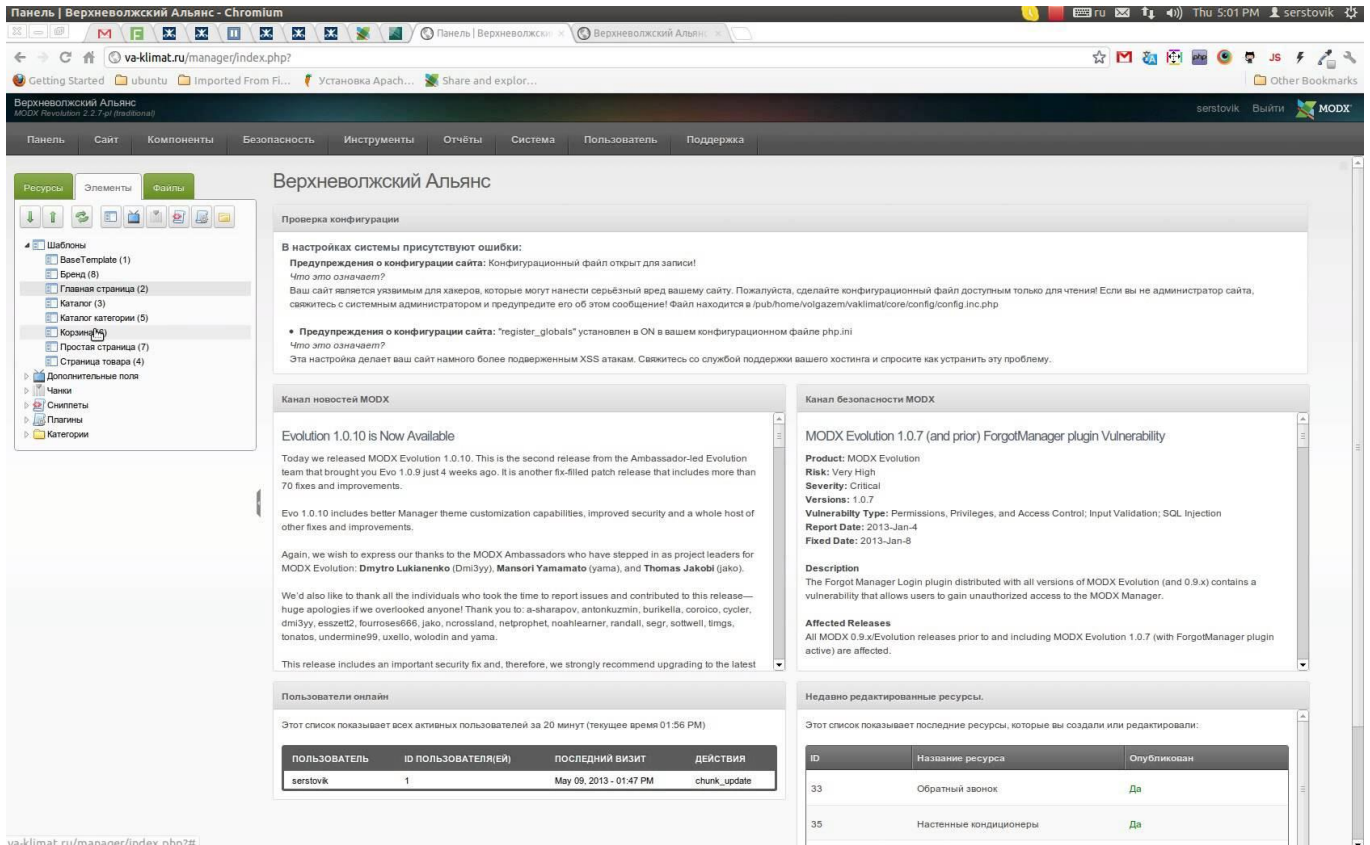 Панель | Верхневолжский Альянс - Chromium
ru Thu 5:01 PM serstovik
Панель | Верхневолжски
Верхневолжский Альянс
va-klimat.ru/manager/index.php?
Getting Started ubuntu Imported From Fi... Установка Apach... Share and explor... Other Bookmarks
Верхневолжский Альянс
MODX Revolution 2.2.7-pl (traditional)
serstovik Выйти MODX
Панель Сайт Компоненты Безопасность Инструменты Отчёты Система Пользователь Поддержка
Ресурсы Элементы Файлы
Шаблоны
BaseTemplate (1)
Бренд (8)
Главная страница (2)
Каталог (3)
Каталог категории (5)
Корзина
Простая страница (7)
Страница товара (4)
Дополнительные поля
Чанки
Сниппеты
Плагины
Категории
Верхневолжский Альянс
Проверка конфигурации
В настройках системы присутствуют ошибки:
Предупреждения о конфигурации сайта: Конфигурационный файл открыт для записи!
Что это означает?
Ваш сайт является уязвимым для хакеров, которые могут нанести серьёзный вред вашему сайту. Пожалуйста, сделайте конфигурационный файл доступным только для чтения! Если вы не администратор сайта,
свяжитесь с системным администратором и предупредите его об этом сообщение! Файл находится в /pub/home/volgazem/vaklimat/core/config/config.inc.php
• Предупреждения о конфигурации сайта: "register_globals" установлен в ON в вашем конфигурационном файле php.ini
Что это означает?
Эта настройка делает ваш сайт намного более подверженным XSS атакам. Свяжитесь со службой поддержки вашего хостинга и спросите как устранить эту проблему.
Канал новостей MODX
Evolution 1.0.10 is Now Available
Today we released MODX Evolution 1.0.10. This is the second release from the Ambassador-led Evolution
team that brought you Evo 1.0.9 just 4 weeks ago. It is another fix-filled patch release that includes more than
70 fixes and improvements.
Evo 1.0.10 includes better Manager theme customization capabilities, improved security and a whole host of
other fixes and improvements.
Again, we wish to express our thanks to the MODX Ambassadors who have stepped in as project leaders for
MODX Evolution: Dmytro Lukianenko (Dmi3yy), Mansori Yamamato (yama), and Thomas Jakobi (jako).
We'd also like to thank all the individuals who took the time to report issues and contributed to this release—
huge apologies if we overlooked anyone! Thank you to: a-sharapov, antonkuzmin, burikella, coroico, cycler,
dmi3yy, esszett2, fourroses666, jako, ncrossland, netprophet, noahlearner, randall, segr, sottwell, timgs,
tonatos, undermine99, uxello, wolodin and yama.
This release includes an important security fix and, therefore, we strongly recommend upgrading to the latest
Канал безопасности MODX
MODX Evolution 1.0.7 (and prior) ForgotManager plugin Vulnerability
Product: MODX Evolution
Risk: Very High
Severity: Critical
Versions: 1.0.7
Vulnerabilty Type: Permissions, Privileges, and Access Control; Input Validation; SQL Injection
Report Date: 2013-Jan-4
Fixed Date: 2013-Jan-8
Description
The Forgot Manager Login plugin distributed with all versions of MODX Evolution (and 0.9.x) contains a
vulnerability that allows users to gain unauthorized access to the MODX Manager.
Affected Releases
All MODX 0.9.x/Evolution releases prior to and including MODX Evolution 1.0.7 (with ForgotManager plugin
active) are affected.
Пользователи онлайн
Этот список показывает всех активных пользователей за 20 минут (текущее время 01:56 PM)
ПОЛЬЗОВАТЕЛЬ ID ПОЛЬЗОВАТЕЛЯ(ЕЙ) ПОСЛЕДНИЙ ВИЗИТ ДЕЙСТВИЯ
serstovik 1 May 09, 2013 - 01:47 PM chunk_update
Недавно редактированные ресурсы.
Этот список показывает последние ресурсы, которые вы создали или редактировали:
ID Название ресурса Опубликован
33 Обратный звонок Да
35 Настенные кондиционеры Да
va-klimat.ru/manager/index.php?#